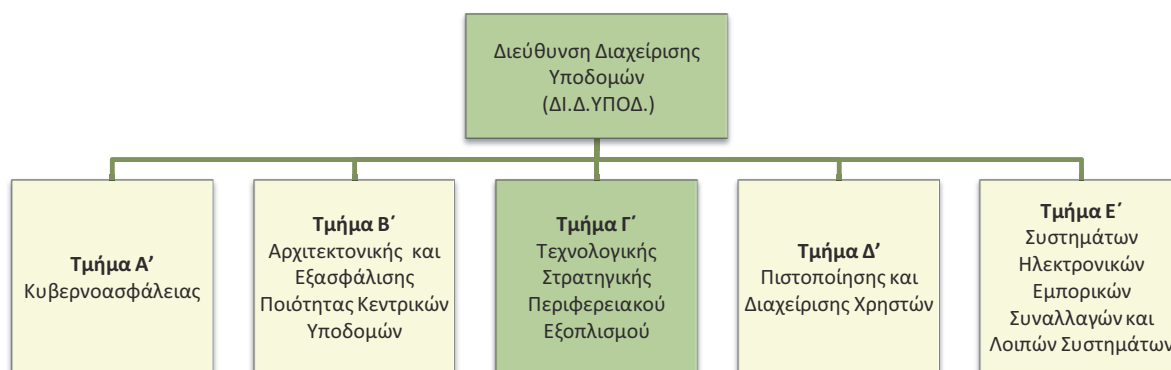 Διεύθυνση Διαχείρισης
Υποδομών
(ΔΙ.Δ.ΥΠΟΔ.)
Τμήμα Α’
Κυβερνοασφάλειας
Τμήμα Β΄
Αρχιτεκτονικής και
Εξασφάλισης
Ποιότητας Κεντρικών
Υποδομών
Τμήμα Γ΄
Τεχνολογικής
Στρατηγικής
Περιφερειακού
Εξοπλισμού
Τμήμα Δ’
Πιστοποίησης και
Διαχείρισης Χρηστών
Τμήμα Ε΄
Συστημάτων
Ηλεκτρονικών
Εμπορικών
Συναλλαγών και
Λοιπών Συστημάτων